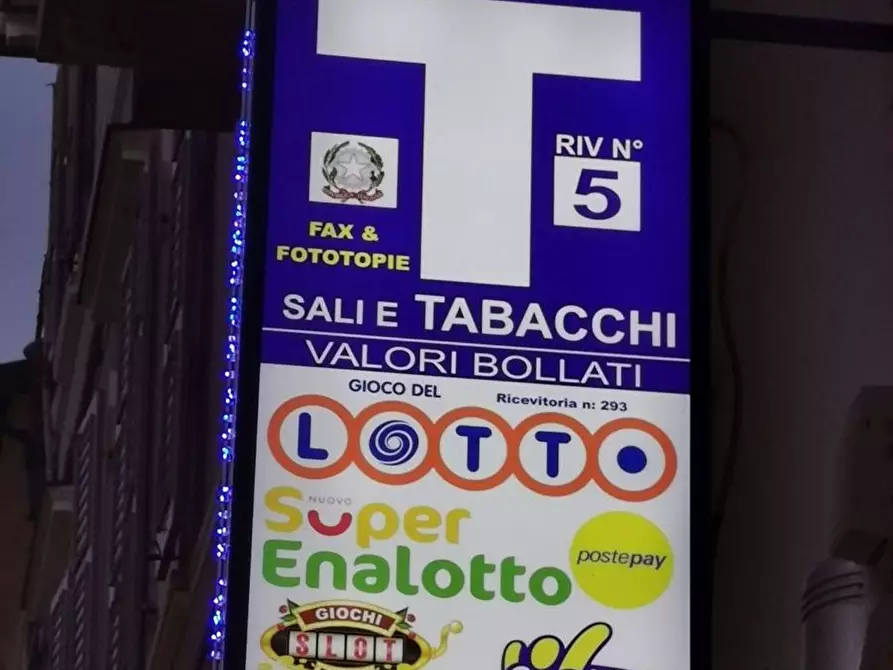 T
RIV N°
5
FAX &
FOTOTOPIE
SALI E TABACCHI
VALORI BOLLATI
GIOCO DEL
Ricevitoria n: 293
LOTTO
NUOVO
Super
Enalotto
postepay
GIOCHI
SLOT